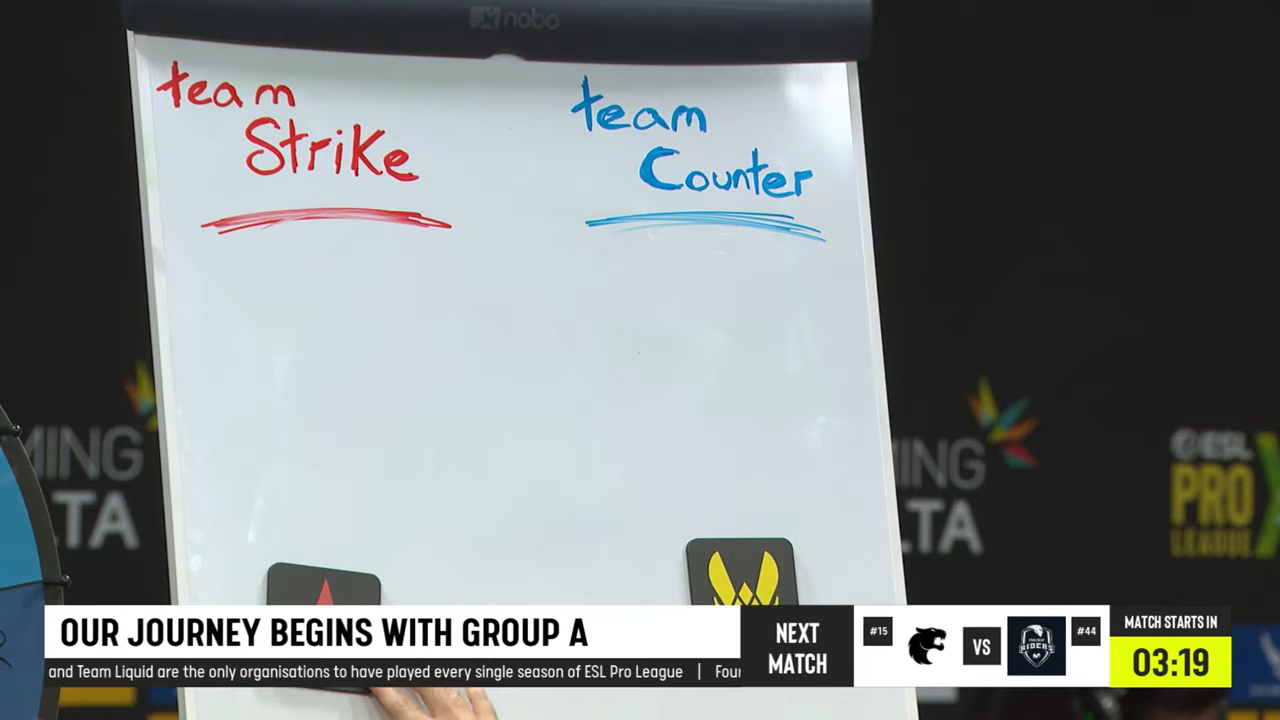 nobo
team
Strike
team
Counter
MING
LTA
ING
LTA
ESL
PRO
LEAGUE
OUR JOURNEY BEGINS WITH GROUP A
and Team Liquid are the only organisations to have played every single season of ESL Pro League | Four
NEXT
MATCH
#15
VS
RIDERS
#44
MATCH STARTS IN
03:19